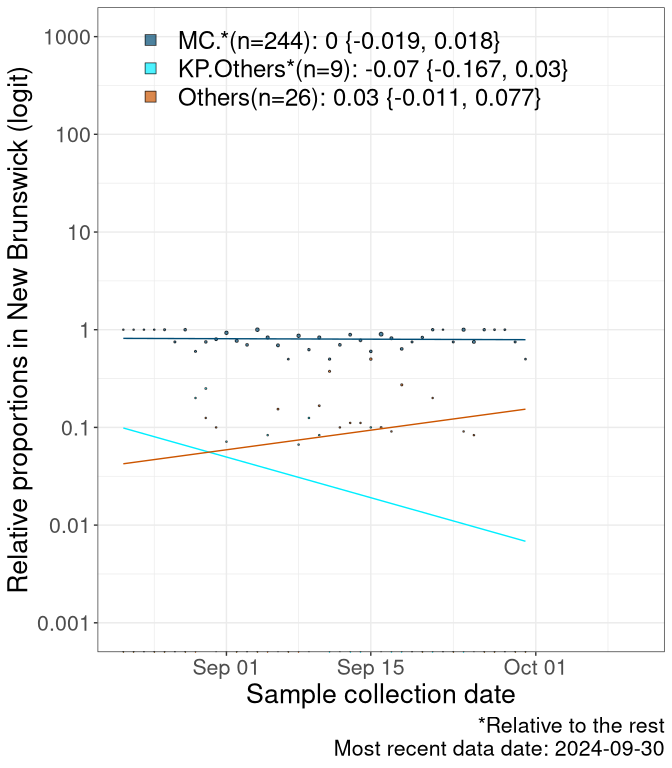 MC.*(n=244): 0 {-0.019, 0.018}
KP.Others*(n=9): -0.07 {-0.167, 0.03}
Others(n=26): 0.03 {-0.011, 0.077}
Relative proportions in New Brunswick (logit)
1000
100
10
1
0.1
0.01
0.001
Sep 01
Sep 15
Oct 01
Sample collection date
*Relative to the rest
Most recent data date: 2024-09-30